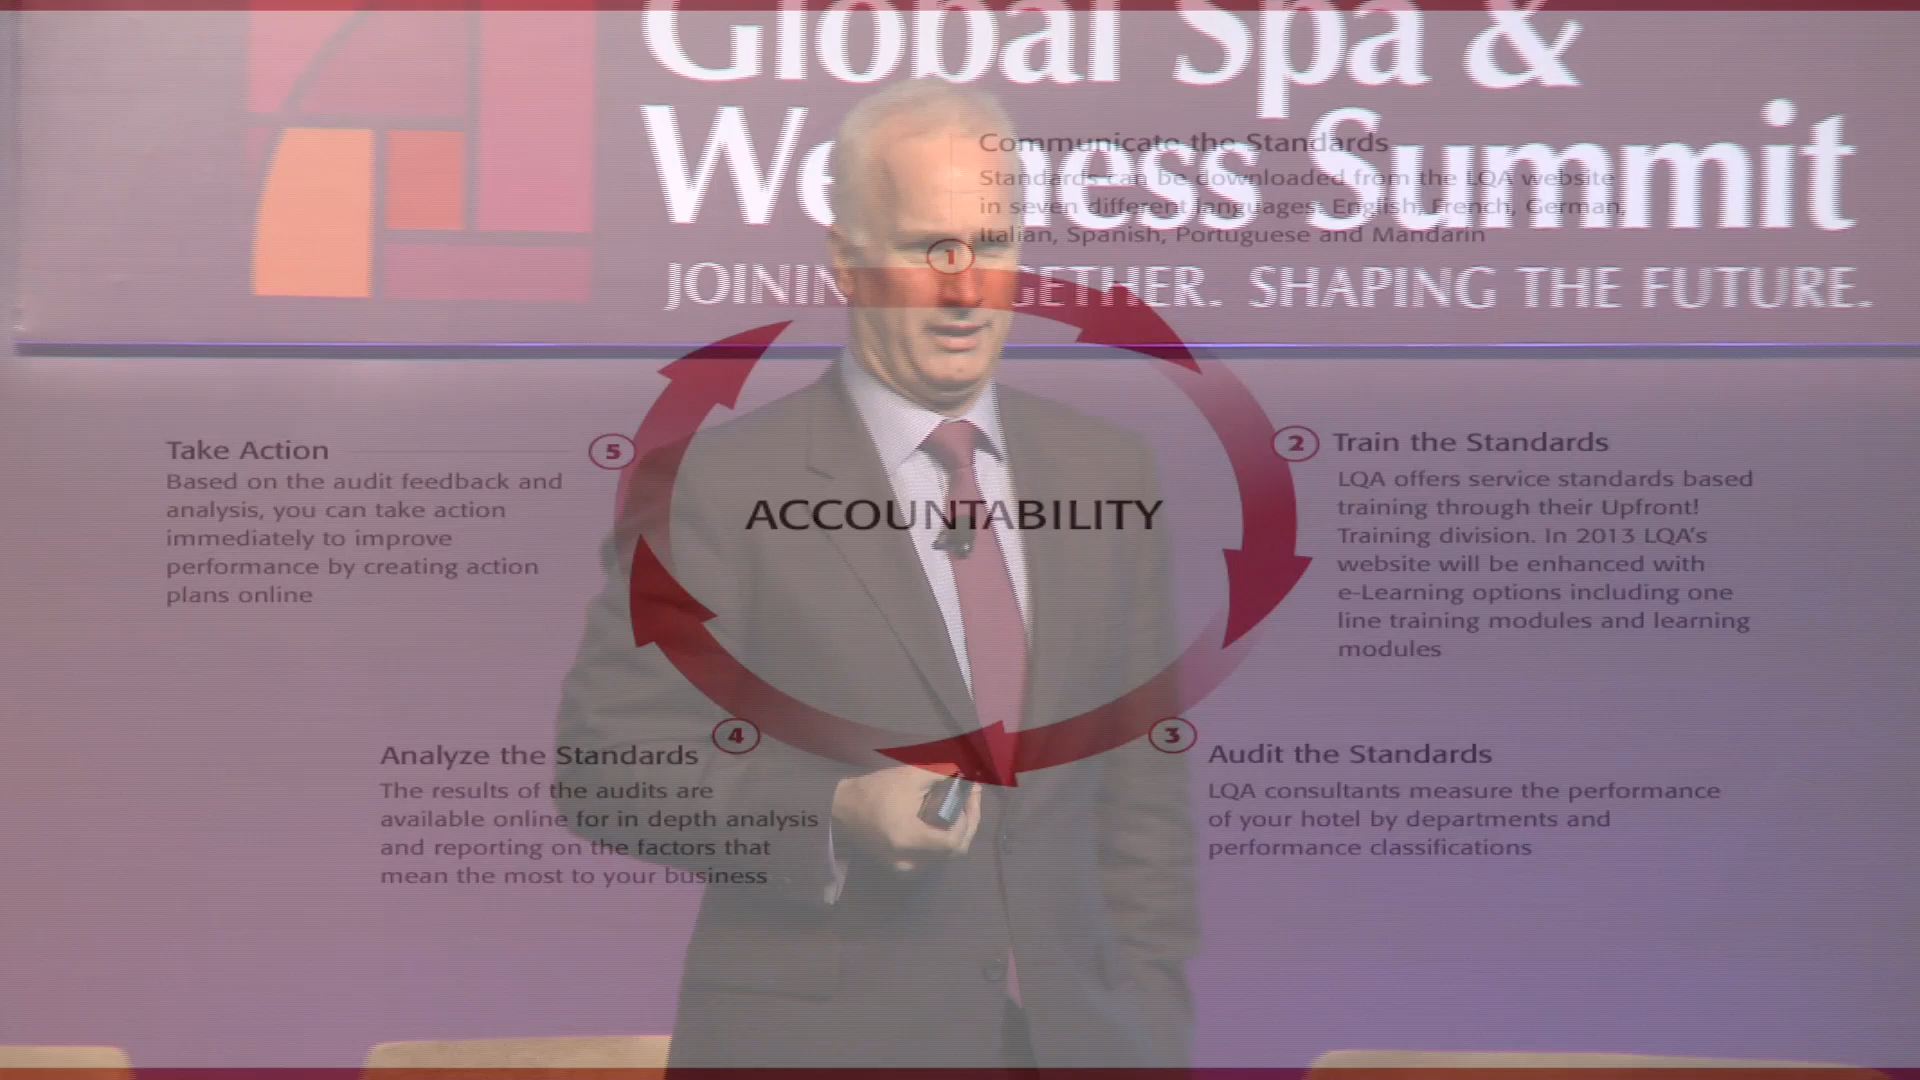 Global Spa &
We ness Summit
JOININ GETHER. SHAPING THE FUTURE.
Communicate the Standards
Standards can be downloaded from the LQA website
in seven different languages: English, French, German,
Italian, Spanish, Portuguese and Mandarin
1
2 Train the Standards
LQA offers service standards based
training through their Upfront!
Training division. In 2013 LQA's
website will be enhanced with
e-Learning options including one
line training modules and learning
modules
3
Audit the Standards
LQA consultants measure the performance
of your hotel by departments and
performance classifications
4
Analyze the Standards
The results of the audits are
available online for in depth analysis
and reporting on the factors that
mean the most to your business
Take Action 5
Based on the audit feedback and
analysis, you can take action
immediately to improve
performance by creating action
plans online
ACCOUNTABILITY